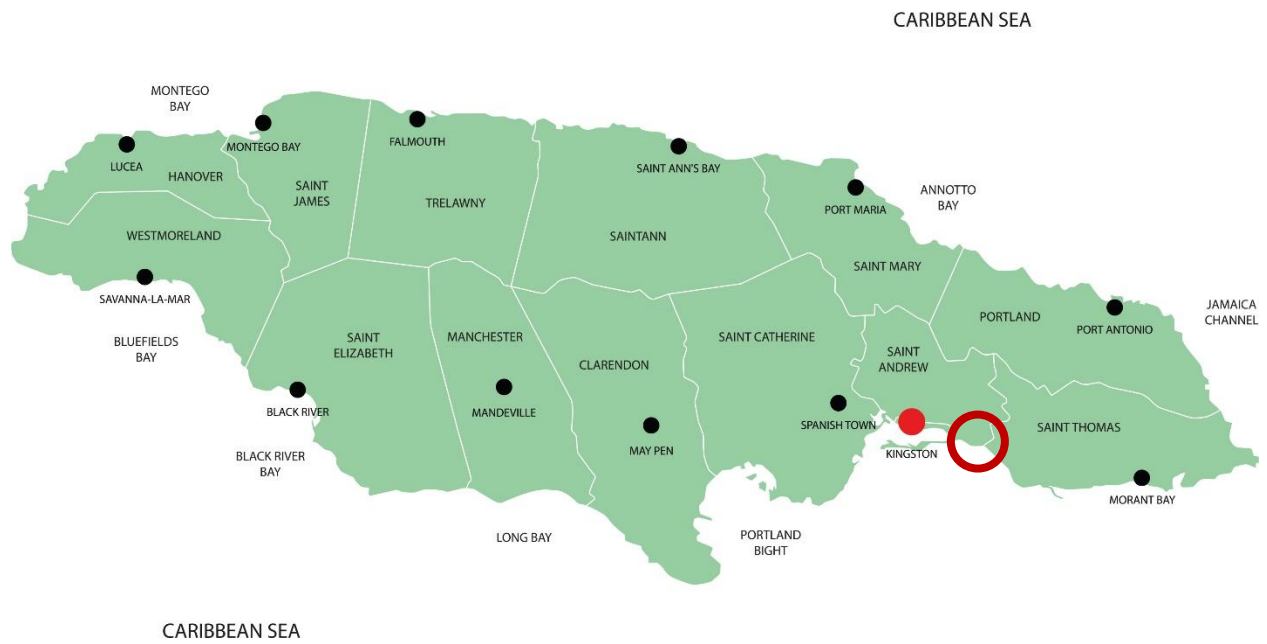 CARIBBEAN SEA
MONTEGO
BAY
MONTEGO BAY
FALMOUTH
LUCEA
HANOVER
SAINT
JAMES
TRELAWNY
SAINT ANN'S BAY
SAINTANN
PORT MARIA
ANNOTTO
BAY
WESTMORELAND
SAVANNA-LA-MAR
BLUEFIELDS
BAY
SAINT MARY
PORTLAND
PORT ANTONIO
JAMAICA
CHANNEL
SAINT
ELIZABETH
MANCHESTER
CLARENDON
SAINT CATHERINE
SAINT
ANDREW
BLACK RIVER
MANDEVILLE
MAY PEN
SPANISH TOWN
KINGSTON
SAINT THOMAS
MORANT BAY
BLACK RIVER
BAY
LONG BAY
PORTLAND
BIGHT
CARIBBEAN SEA